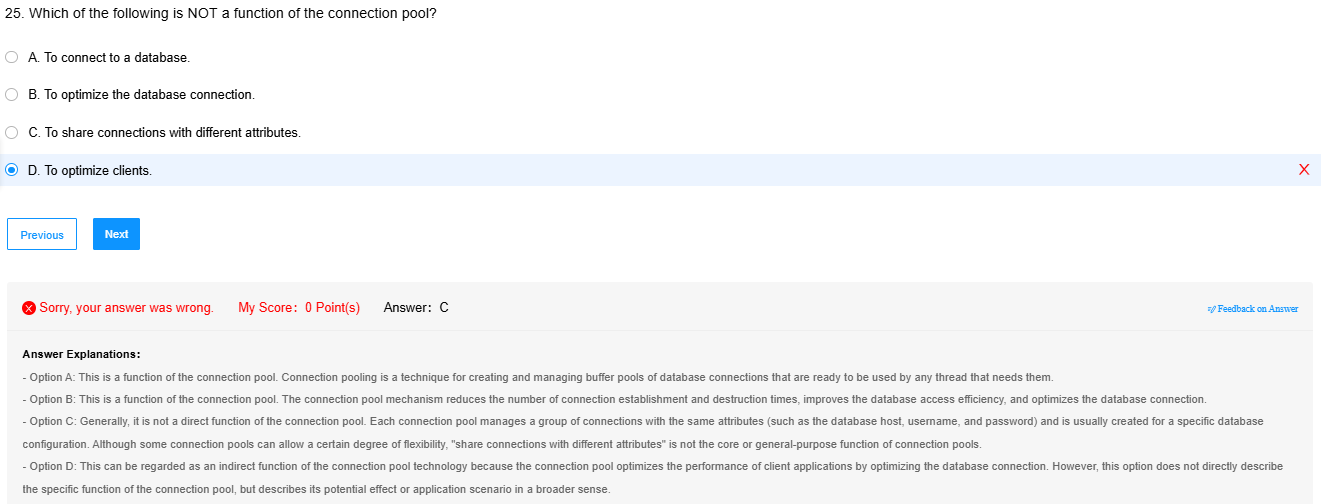 25. Which of the following is NOT a function of the connection pool?
A. To connect to a database.
B. To optimize the database connection.
C. To share connections with different attributes.
D. To optimize clients.
X
Previous Next
Sorry, your answer was wrong. My Score: 0 Point(s) Answer: C Feedback on Answer
Answer Explanations:
- Option A: This is a function of the connection pool. Connection pooling is a technique for creating and managing buffer pools of database connections that are ready to be used by any thread that needs them.
- Option B: This is a function of the connection pool. The connection pool mechanism reduces the number of connection establishment and destruction times, improves the database access efficiency, and optimizes the database connection.
- Option C: Generally, it is not a direct function of the connection pool. Each connection pool manages a group of connections with the same attributes (such as the database host, username, and password) and is usually created for a specific database
configuration. Although some connection pools can allow a certain degree of flexibility, "share connections with different attributes" is not the core or general-purpose function of connection pools.
- Option D: This can be regarded as an indirect function of the connection pool technology because the connection pool optimizes the performance of client applications by optimizing the database connection. However, this option does not directly describe
the specific function of the connection pool, but describes its potential effect or application scenario in a broader sense.